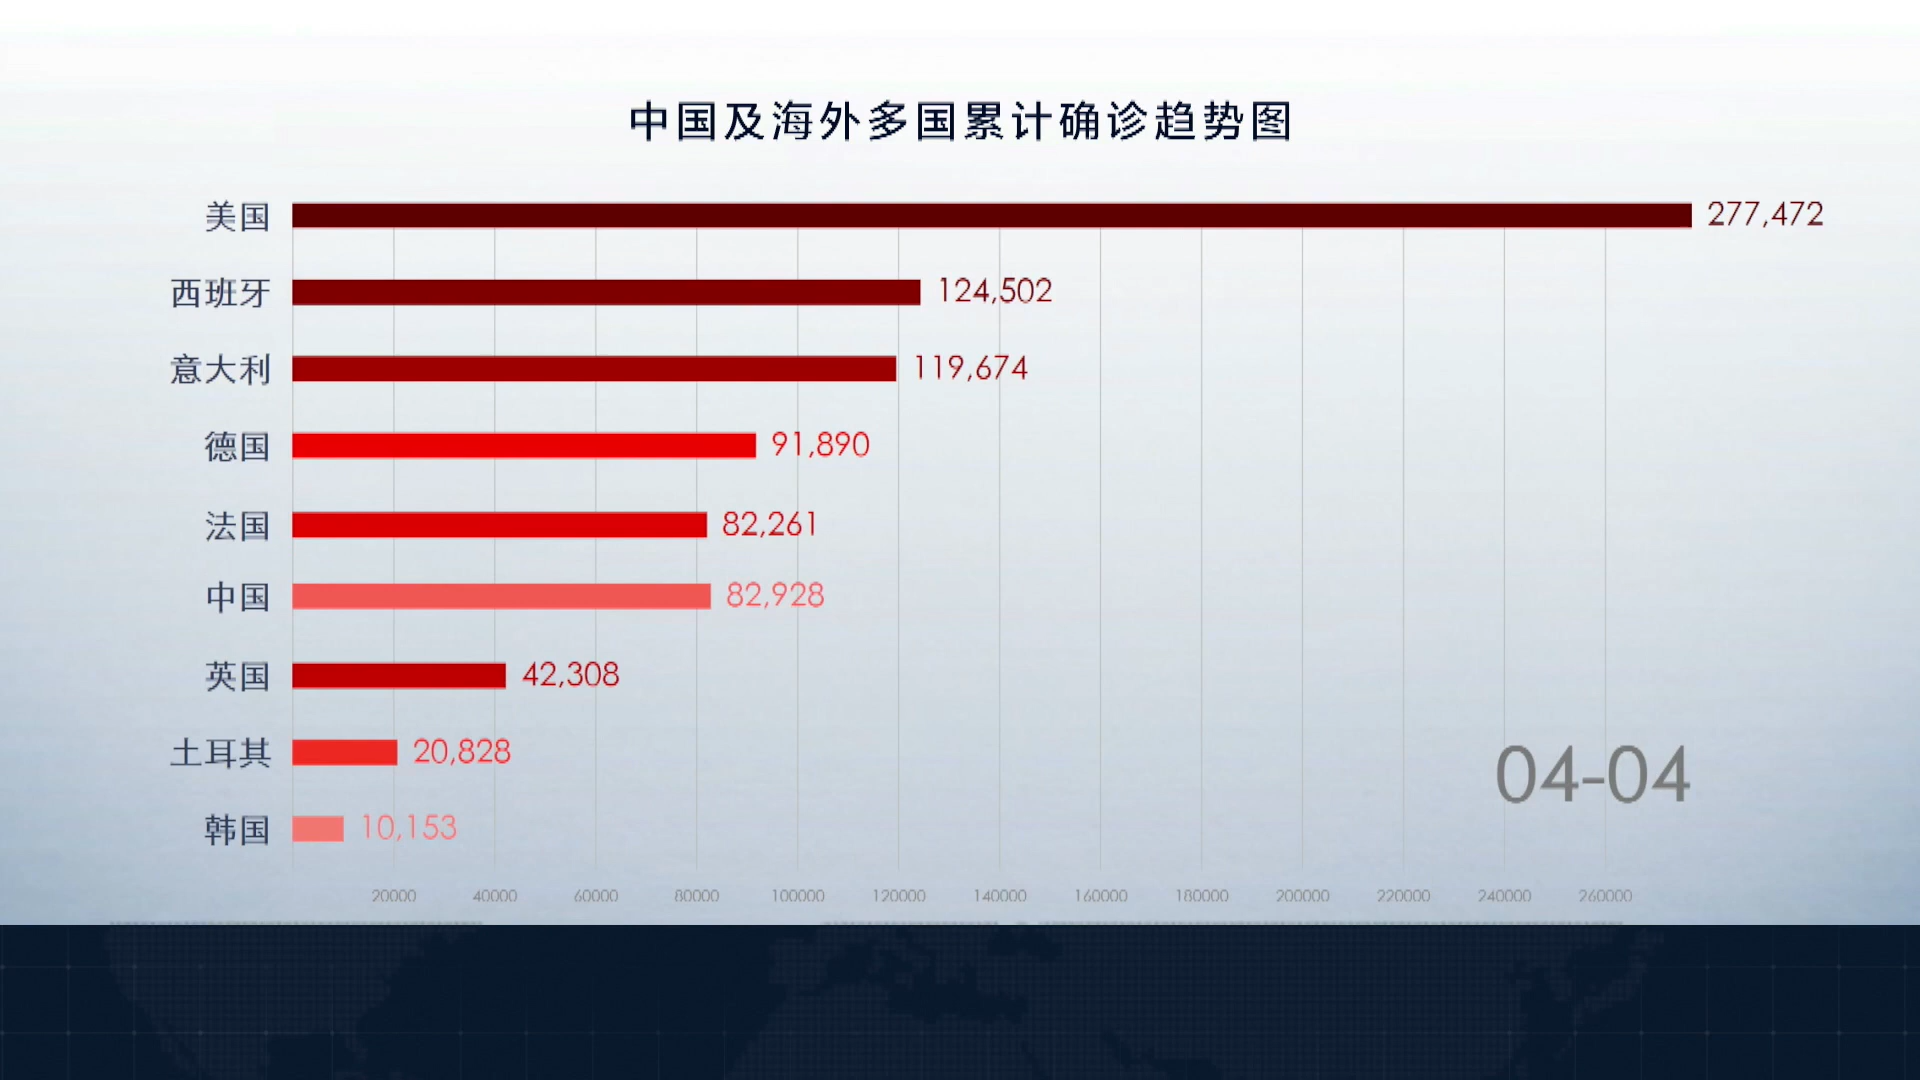 中国及海外多国累计确诊趋势图
美国 277,472
西班牙 124,502
意大利 119,674
德国 91,890
法国 82,261
中国 82,928
英国 42,308
土耳其 20,828
04-04
韩国 10,153
20000 40000 60000 80000 100000 120000 140000 160000 180000 200000 220000 240000 260000